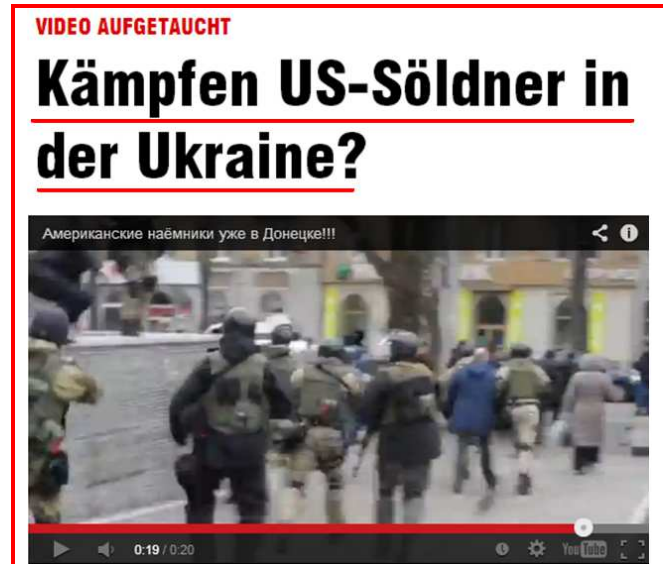 VIDEO AUFGETAUCHT
Kämpfen US-Söldner in
der Ukraine?
Американские наёмники уже в Донецке!!!
0:19 / 0:20
YouTube